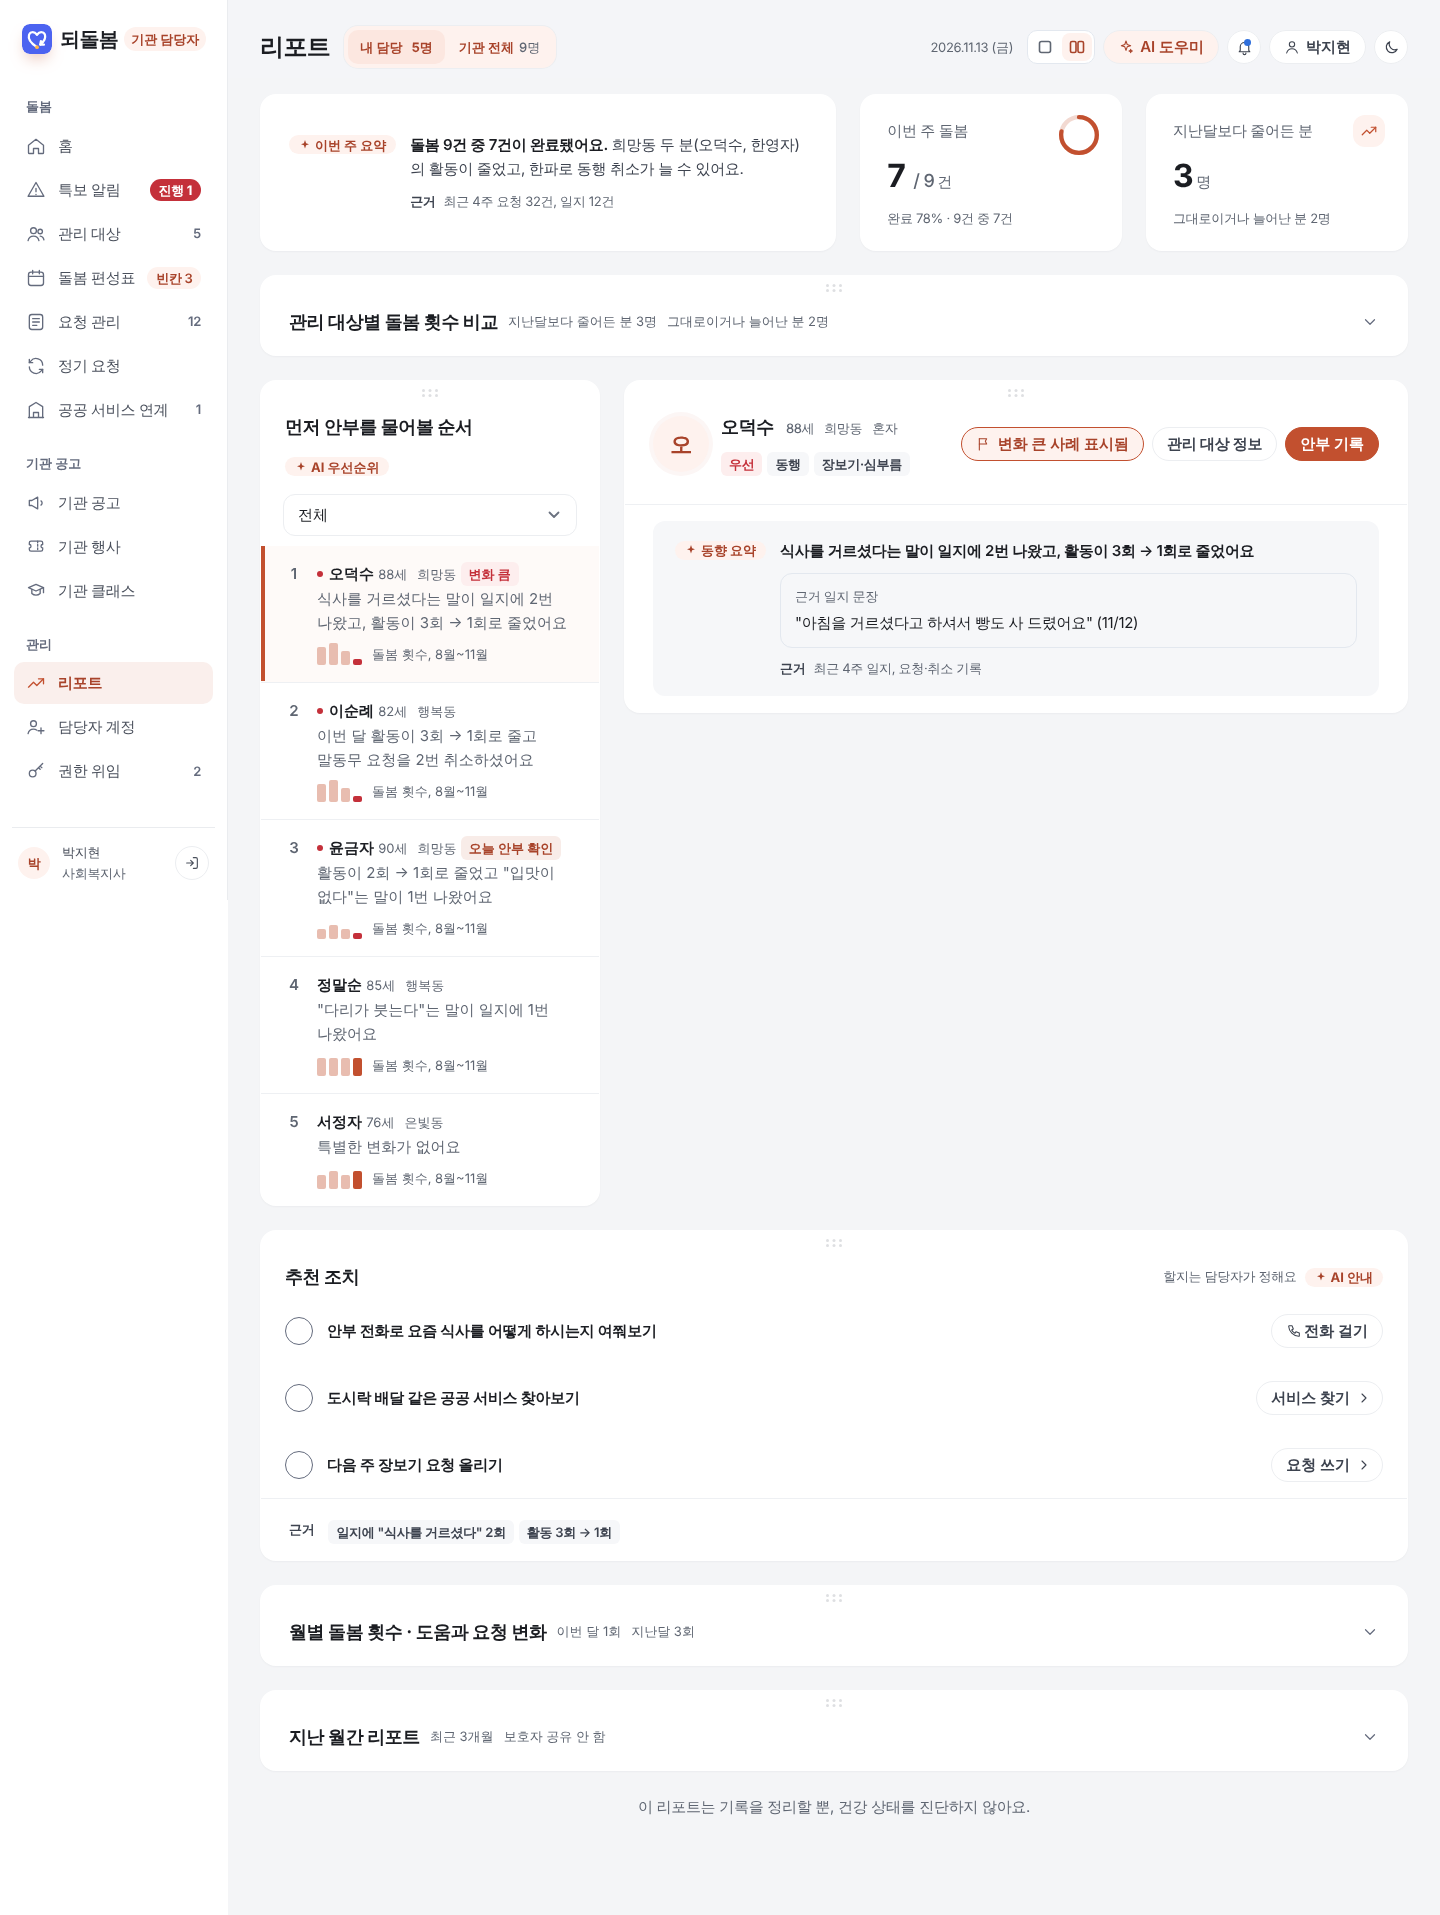 되돌봄 기관 담당자
돌봄
홈
특보 알림 진행 1
관리 대상 5
돌봄 편성표 빈칸 3
요청 관리 12
정기 요청
공공 서비스 연계 1
기관 공고
기관 공고
기관 행사
기관 클래스
관리
리포트
담당자 계정
권한 위임 2
박 박지현
사회복지사
리포트 내 담당 5명 기관 전체 9명
2026.11.13 (금) AI 도우미 박지현
이번 주 요약 돌봄 9건 중 7건이 완료됐어요. 희망동 두 분(오덕수, 한영자)
의 활동이 줄었고, 한파로 동행 취소가 늘 수 있어요.
근거 최근 4주 요청 32건, 일지 12건
이번 주 돌봄
7 / 9 건
완료 78% · 9건 중 7건
지난달보다 줄어든 분
3 명
그대로이거나 늘어난 분 2명
관리 대상별 돌봄 횟수 비교 지난달보다 줄어든 분 3명 그대로이거나 늘어난 분 2명
먼저 안부를 물어볼 순서
AI 우선순위
전체
1 오덕수 88세 희망동 변화 큼
식사를 거르셨다는 말이 일지에 2번
나왔고, 활동이 3회 → 1회로 줄었어요
돌봄 횟수, 8월~11월
2 이순례 82세 행복동
이번 달 활동이 3회 → 1회로 줄고
말동무 요청을 2번 취소하셨어요
돌봄 횟수, 8월~11월
3 윤금자 90세 희망동 오늘 안부 확인
활동이 2회 → 1회로 줄었고 "입맛이
없다"는 말이 1번 나왔어요
돌봄 횟수, 8월~11월
4 정말순 85세 행복동
"다리가 붓는다"는 말이 일지에 1번
나왔어요
돌봄 횟수, 8월~11월
5 서정자 76세 은빛동
특별한 변화가 없어요
돌봄 횟수, 8월~11월
오 오덕수 88세 희망동 혼자
우선 동행 장보기·심부름
변화 큰 사례 표시됨 관리 대상 정보 안부 기록
동향 요약 식사를 거르셨다는 말이 일지에 2번 나왔고, 활동이 3회 → 1회로 줄었어요
근거 일지 문장
"아침을 거르셨다고 하셔서 빵도 사 드렸어요" (11/12)
근거 최근 4주 일지, 요청·취소 기록
추천 조치 할지는 담당자가 정해요 AI 안내
안부 전화로 요즘 식사를 어떻게 하시는지 여쭤보기 전화 걸기
도시락 배달 같은 공공 서비스 찾아보기 서비스 찾기
다음 주 장보기 요청 올리기 요청 쓰기
근거 일지에 "식사를 거르셨다" 2회 활동 3회 → 1회
월별 돌봄 횟수 · 도움과 요청 변화 이번 달 1회 지난달 3회
지난 월간 리포트 최근 3개월 보호자 공유 안 함
이 리포트는 기록을 정리할 뿐, 건강 상태를 진단하지 않아요.